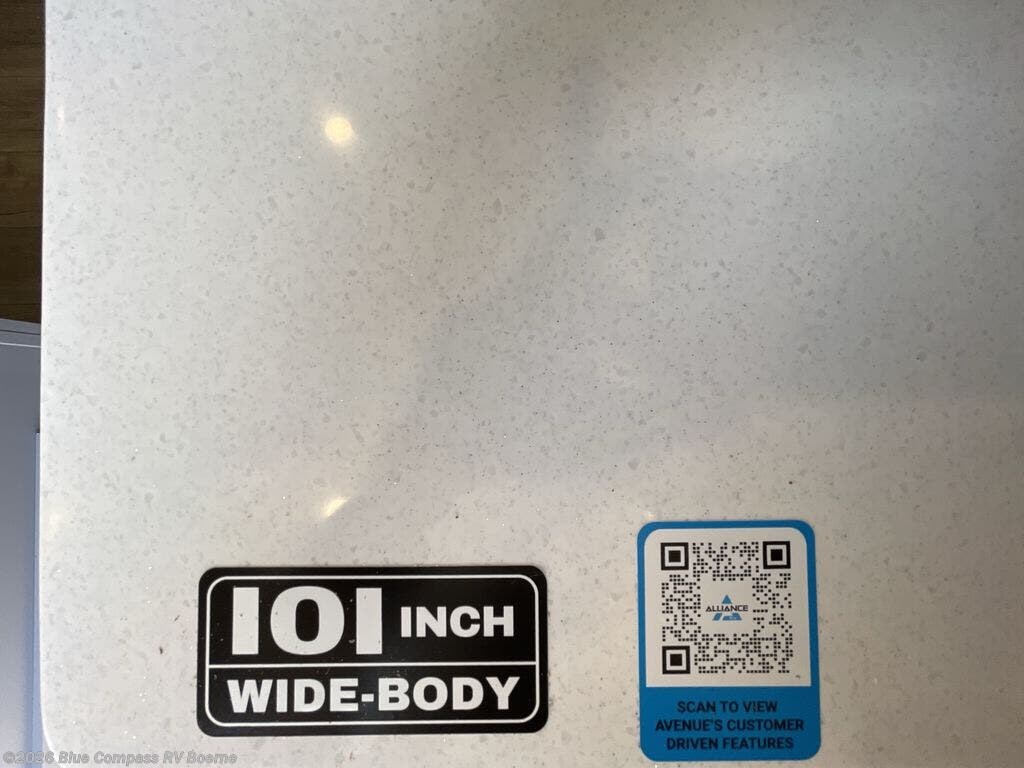 101 INCH
WIDE-BODY
ALLIANCE
SCAN TO VIEW
AVENUE'S CUSTOMER
DRIVEN FEATURES
©2026 Blue Compass RV Boerne